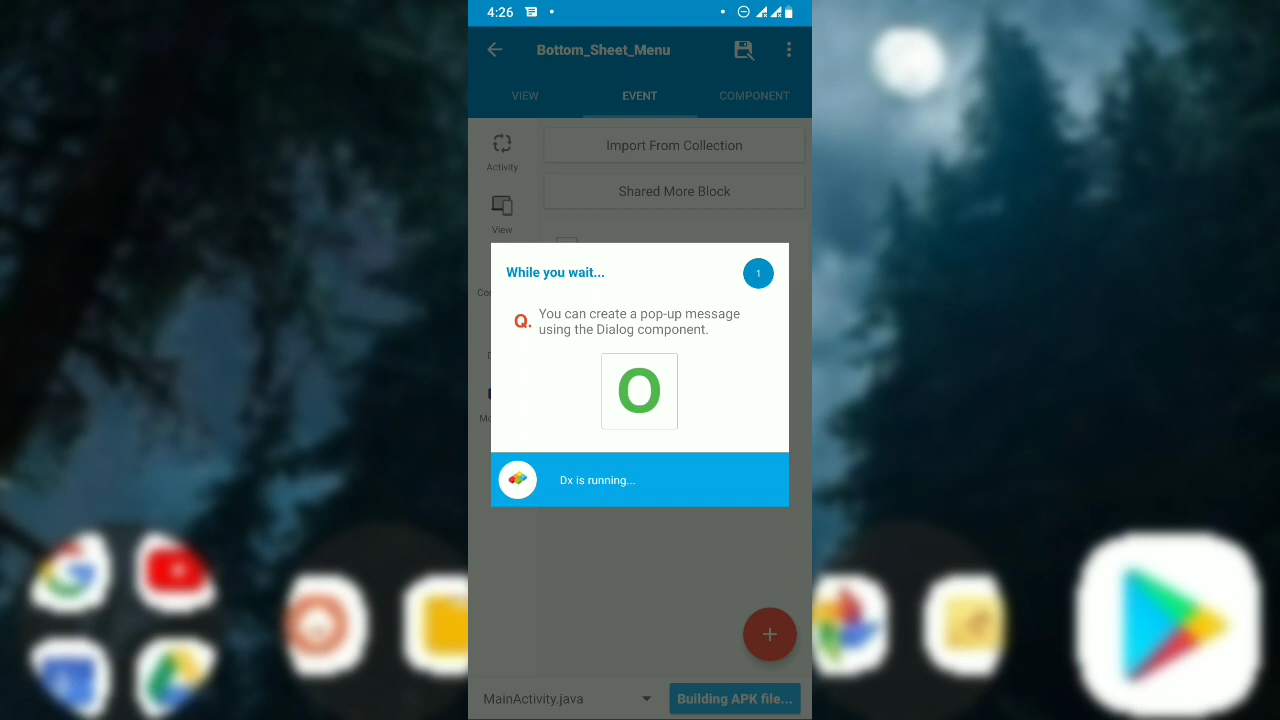 4:26
Bottom_Sheet_Menu
VIEW
EVENT
COMPONENT
Activity
Import From Collection
Shared More Block
View
While you wait...
1
Q.
You can create a pop-up message
using the Dialog component.
O
Dx is running...
MainActivity.java
Building APK file...